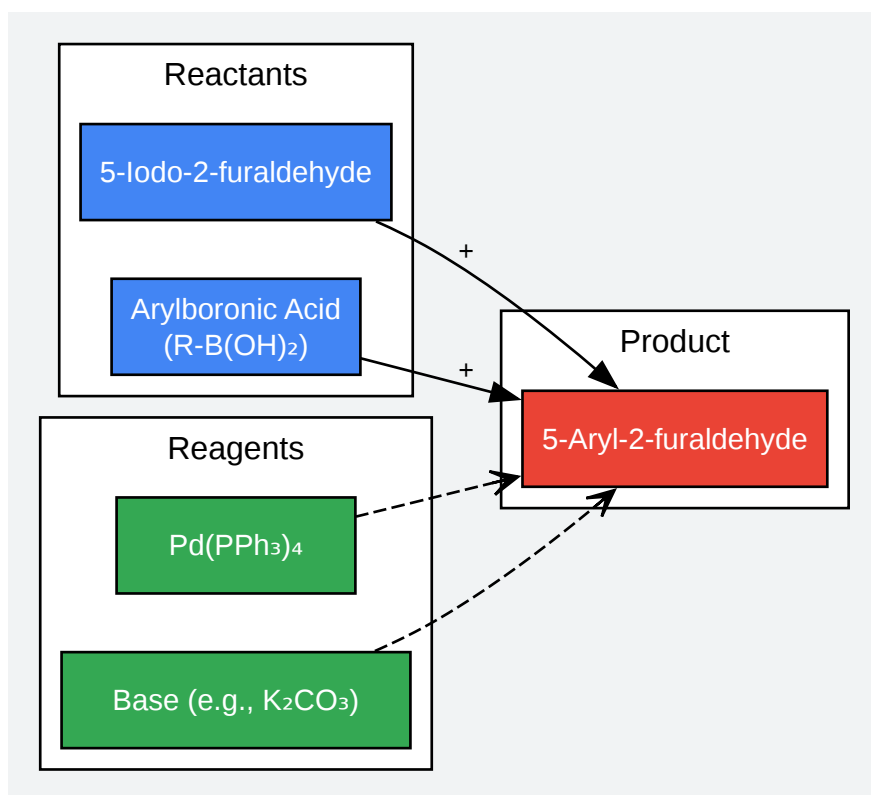 Reactants
5-Iodo-2-furaldehyde
+
Arylboronic Acid
(R-B(OH)₂)
+
Product
5-Aryl-2-furaldehyde
Reagents
Pd(PPh₃)₄
Base (e.g., K₂CO₃)